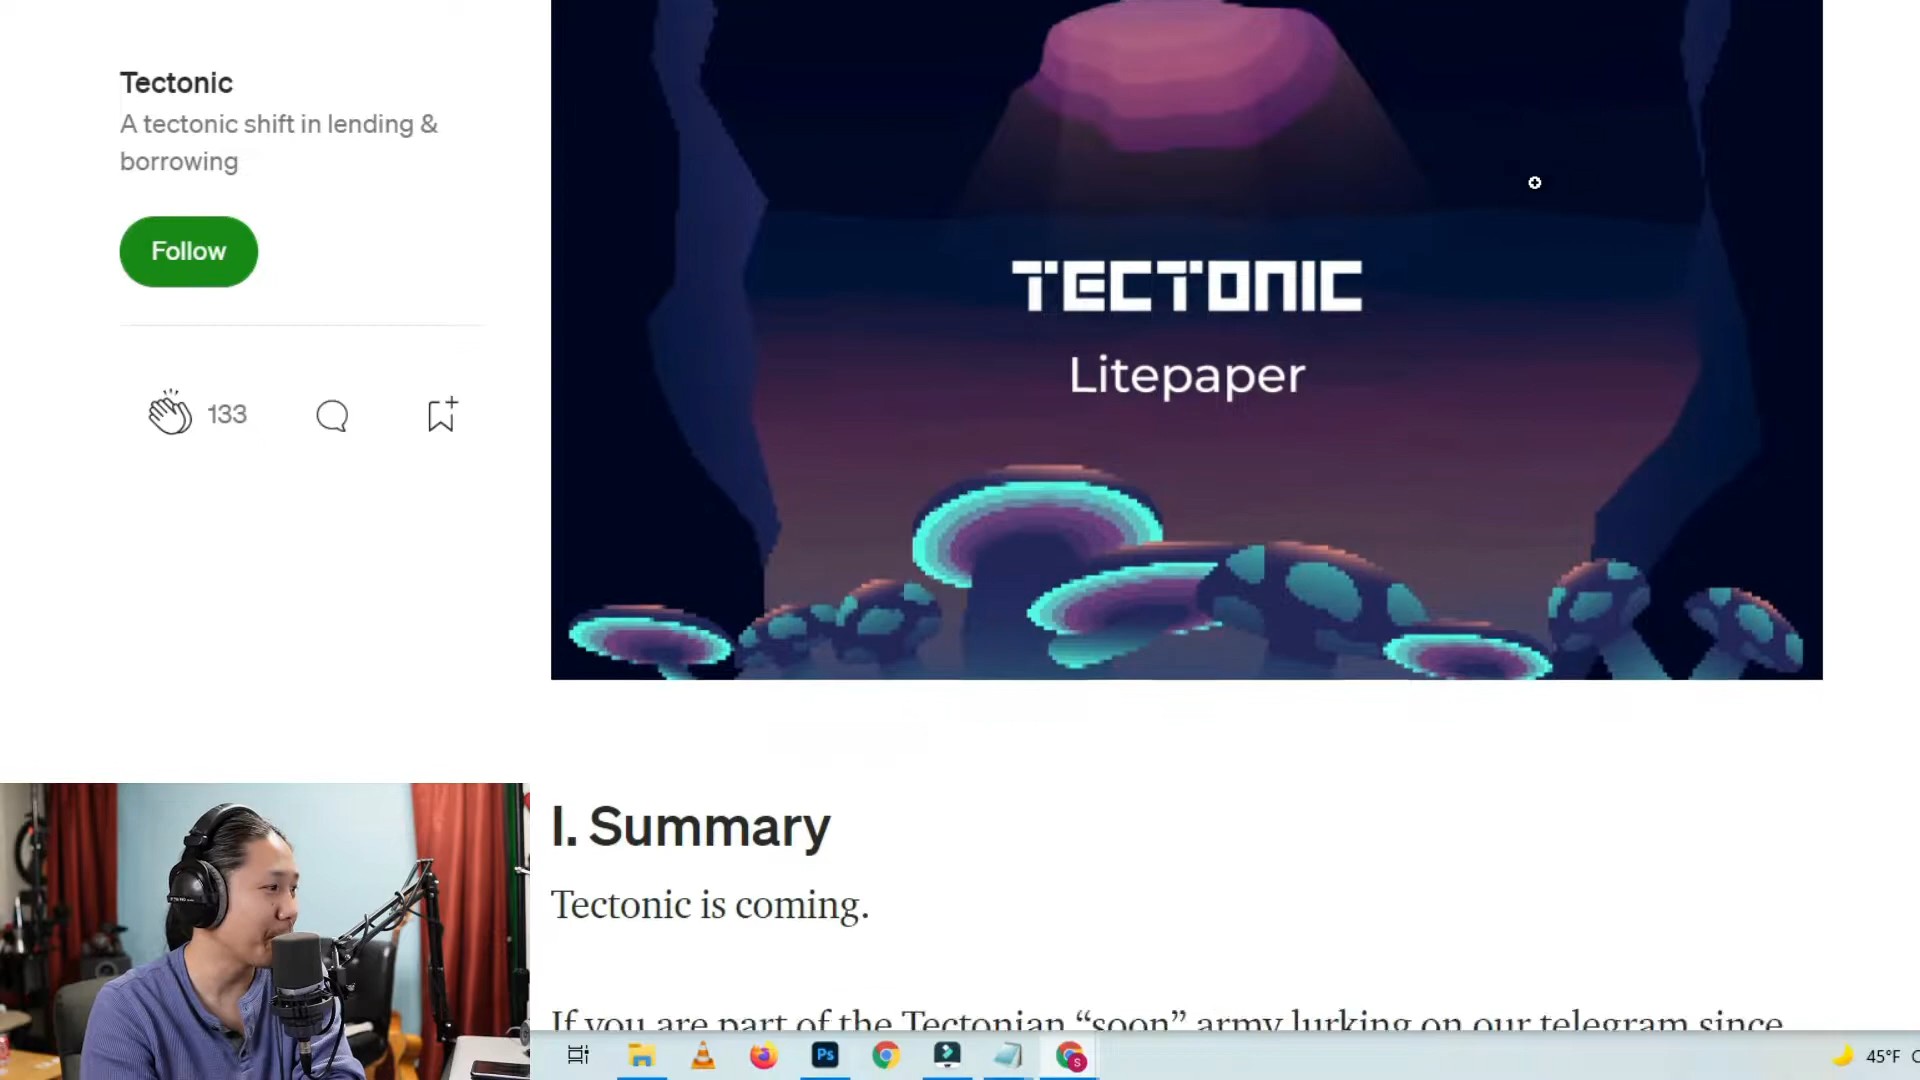 Tectonic
A tectonic shift in lending &
borrowing
Follow
133
TECTONIC
Litepaper
I. Summary
Tectonic is coming.
If you are part of the Tectonian “soon” army lurking on our telegram since
Ps
S
45°F